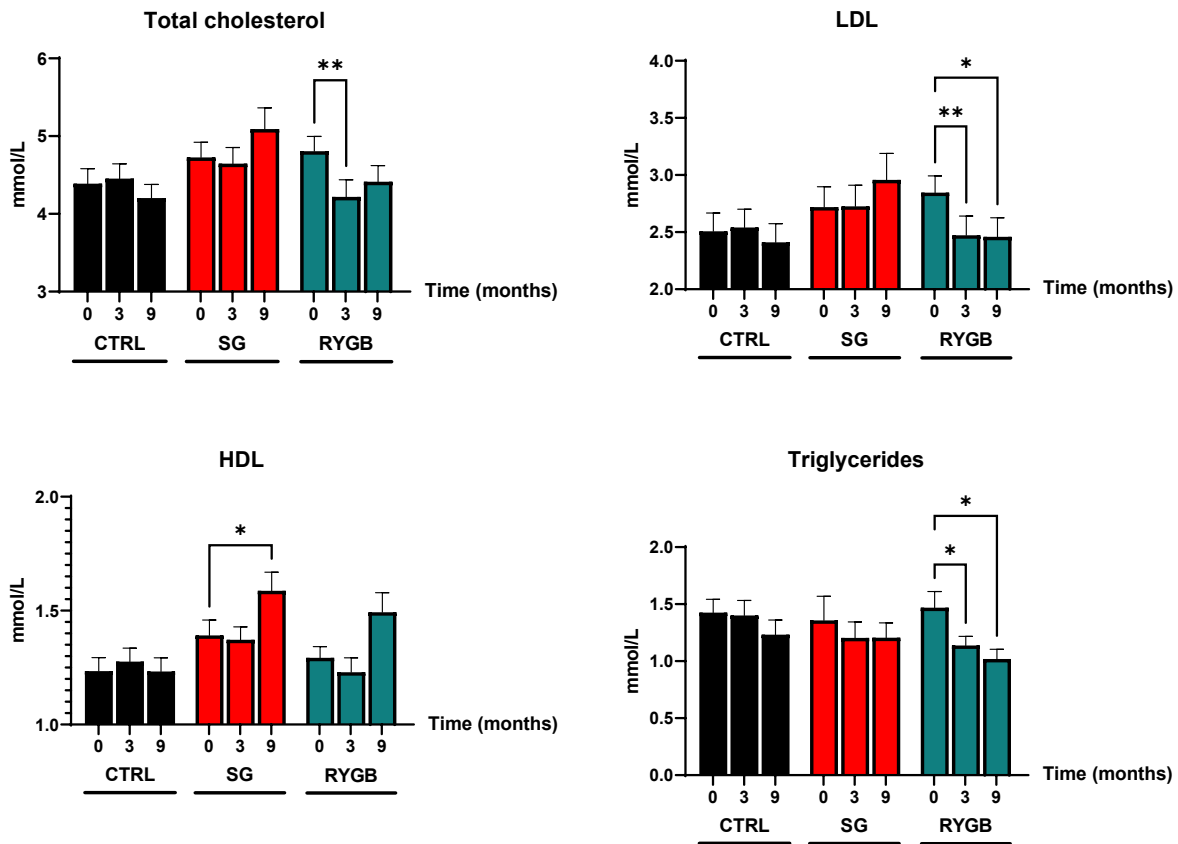 Total cholesterol
6
5
4
3
mmol/L
**
0 3 9 0 3 9 0 3 9
Time (months)
CTRL SG RYGB
LDL
4.0
3.5
3.0
2.5
2.0
mmol/L
*
**
0 3 9 0 3 9 0 3 9
Time (months)
CTRL SG RYGB
HDL
2.0
1.5
1.0
mmol/L
*
0 3 9 0 3 9 0 3 9
Time (months)
CTRL SG RYGB
Triglycerides
2.0
1.5
1.0
0.5
0.0
mmol/L
*
*
0 3 9 0 3 9 0 3 9
Time (months)
CTRL SG RYGB